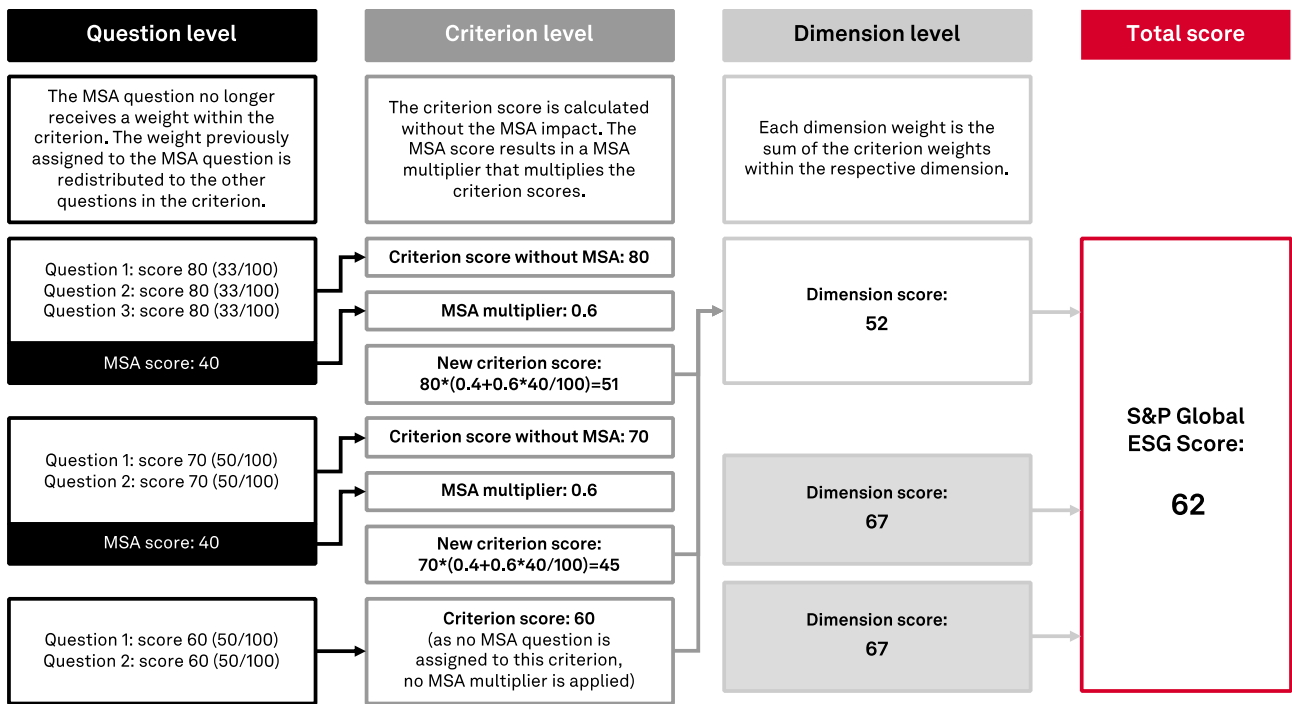 Question level
The MSA question no longer
receives a weight within the
criterion. The weight previously
assigned to the MSA question is
redistributed to the other
questions in the criterion.
Question 1: score 80 (33/100)
Question 2: score 80 (33/100)
Question 3: score 80 (33/100)
MSA score: 40
Question 1: score 70 (50/100)
Question 2: score 70 (50/100)
MSA score: 40
Question 1: score 60 (50/100)
Question 2: score 60 (50/100)
Criterion level
The criterion score is calculated
without the MSA impact. The
MSA score results in a MSA
multiplier that multiplies the
criterion scores.
Criterion score without MSA: 80
MSA multiplier: 0.6
New criterion score:
80*(0.4+0.6*40/100)=51
Criterion score without MSA: 70
MSA multiplier: 0.6
New criterion score:
70*(0.4+0.6*40/100)=45
Criterion score: 60
(as no MSA question is
assigned to this criterion,
no MSA multiplier is applied)
Dimension level
Each dimension weight is the
sum of the criterion weights
within the respective dimension.
Dimension score:
52
Dimension score:
67
Dimension score:
67
Total score
S&P Global
ESG Score:
62